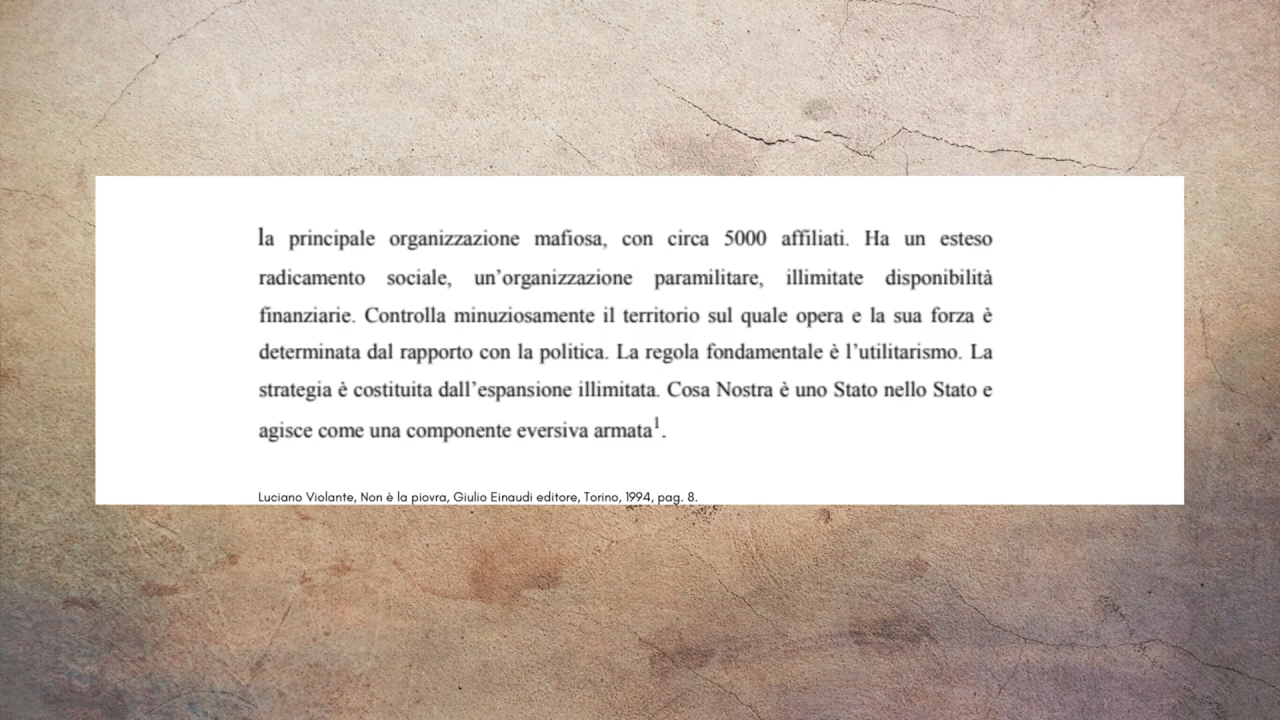 la principale organizzazione mafiosa, con circa 5000 affiliati. Ha un esteso
radicamento sociale, un'organizzazione paramilitare, illimitate disponibilità
finanziarie. Controlla minuziosamente il territorio sul quale opera e la sua forza è
determinata dal rapporto con la politica. La regola fondamentale è l'utilitarismo. La
strategia è costituita dall'espansione illimitata. Cosa Nostra è uno Stato nello Stato e
agisce come una componente eversiva armata¹.
Luciano Violante, Non è la piovra, Giulio Einaudi editore, Torino, 1994, pag. 8.